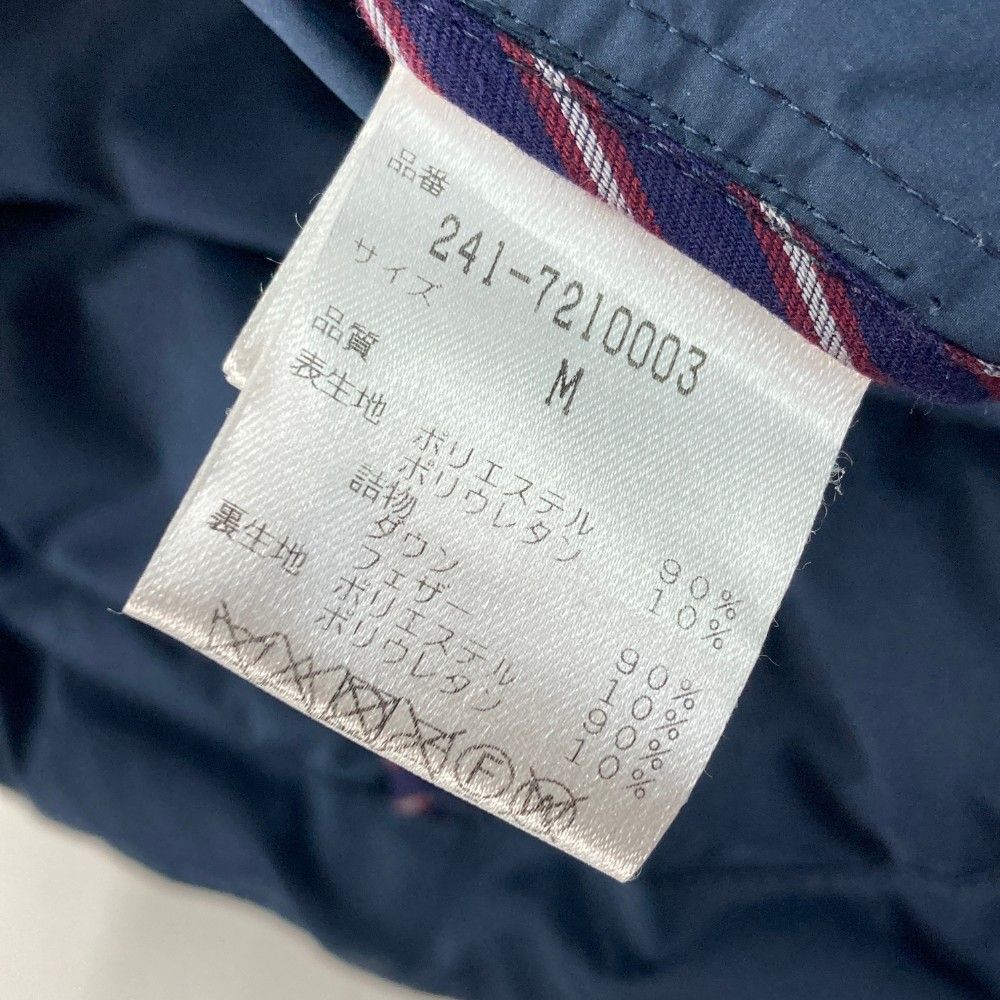 品番
241-7210003
サイズ
M
品質
表生地
ポリエステル 90%
ポリウレタン 10%
詰物
ダウン 90%
フェザー 10%
裏生地 ポリエステル 90%
ポリウレタン 10%
F
W